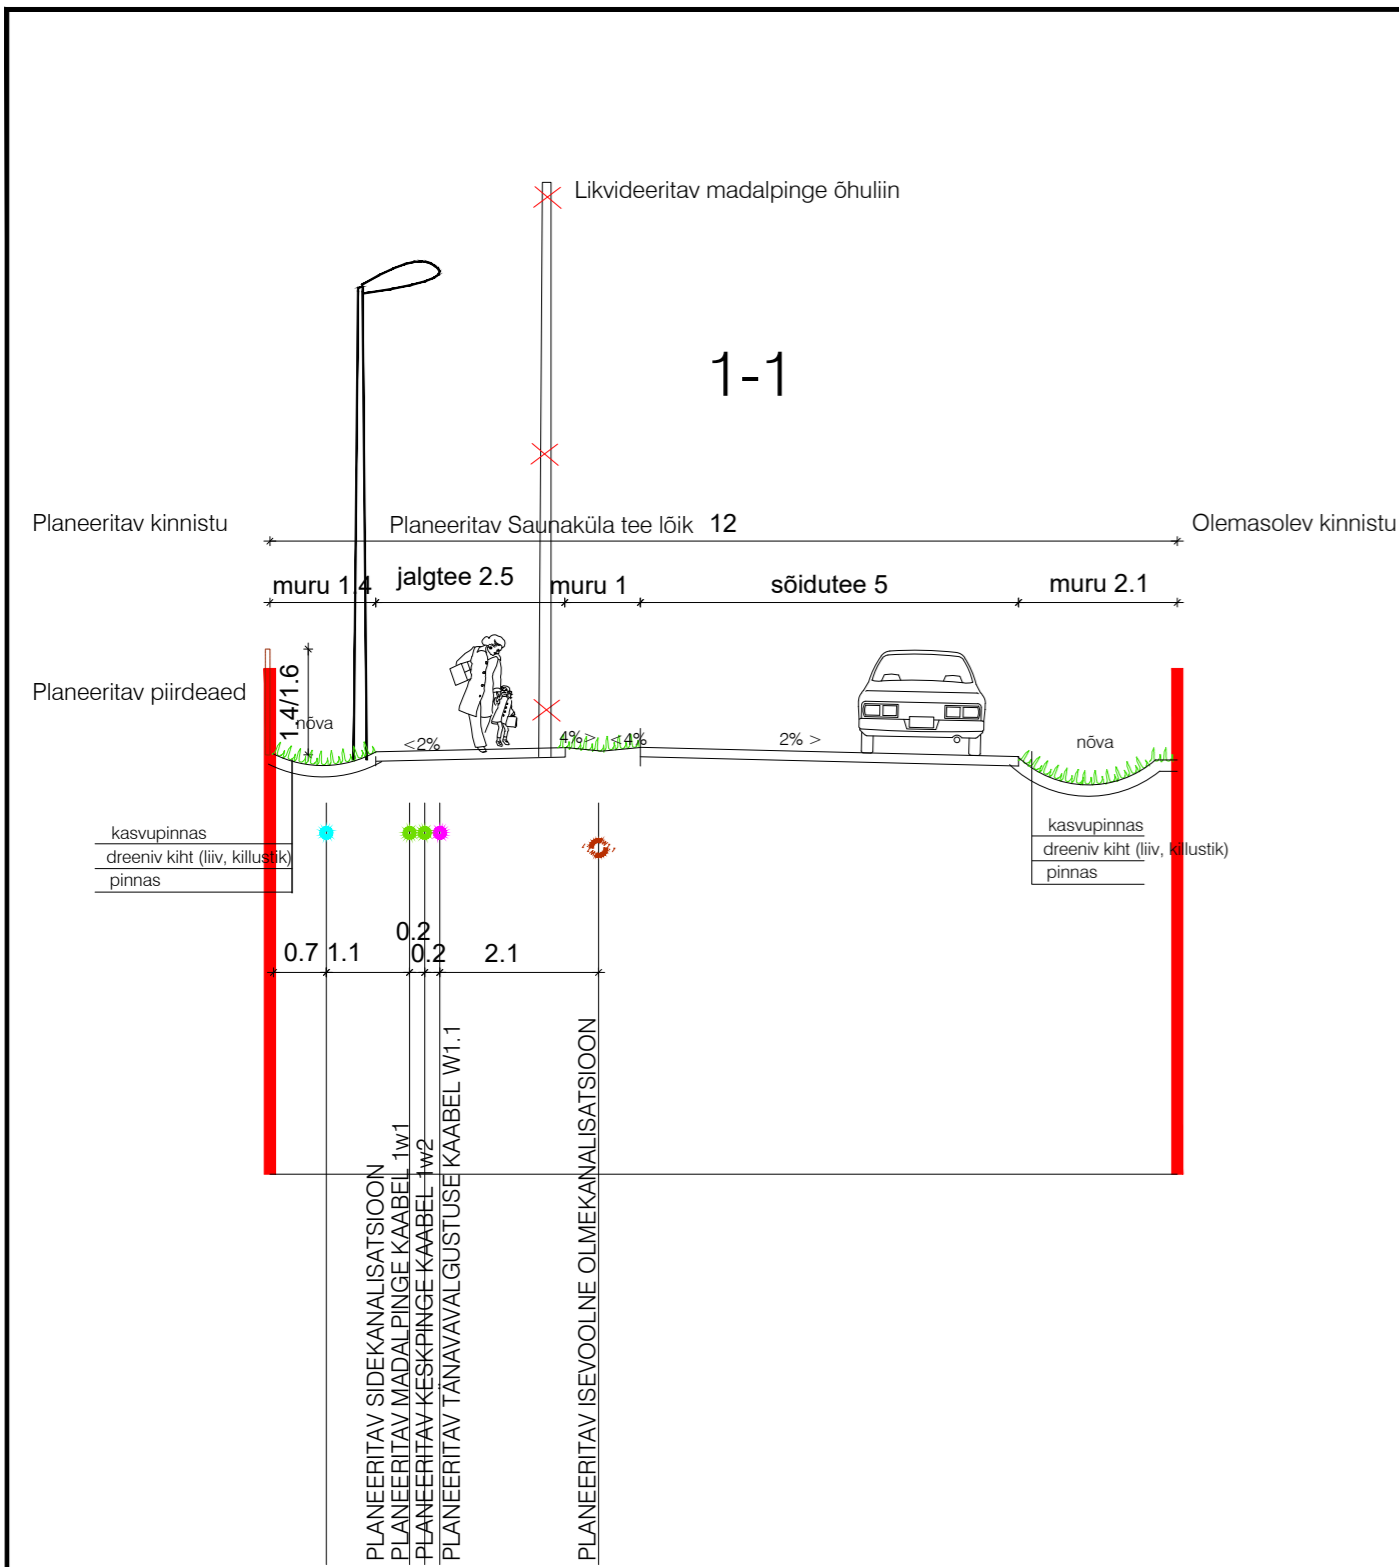 Likvideeritav madalpinge õhuliin
1-1
Planeeritav kinnistu
Planeeritav Saunaküla tee lõik 12
Olemasolev kinnistu
muru 1.4
jalgtee 2.5
muru 1
sõidutee 5
muru 2.1
Planeeritav piirdeaed
1.4/1.6
nõva
<2%
4% >
<4%
2% >
nõva
kasvupinnas
dreeniv kiht (liiv, killustik)
pinnas
kasvupinnas
dreeniv kiht (liiv, killustik)
pinnas
0.7
1.1
0.2
0.2
2.1
PLANEERITAV SIDEKANALISATSIOON
PLANEERITAV MADALPINGE KAABEL 1w1
PLANEERITAV KESKPINGE KAABEL 1w2
PLANEERITAV TÄNAVAVALGUSTUSE KAABEL W1.1
PLANEERITAV ISEVOOLNE OLMEKANALISATSIOON